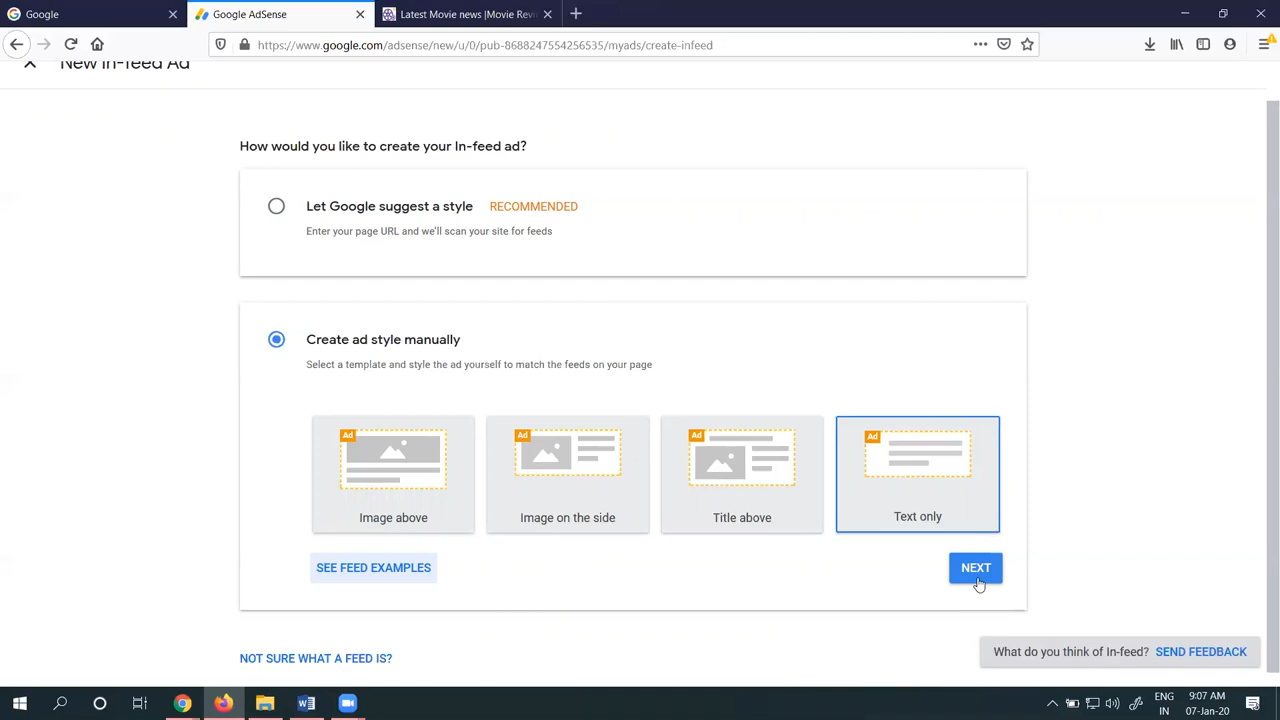 Google
Google AdSense
Latest Movie news |Movie Revi
https://www.google.com/adsense/new/u/0/pub-8688247554256535/myads/create-infeed
New In-feed Ad
How would you like to create your In-feed ad?
Let Google suggest a style RECOMMENDED
Enter your page URL and we'll scan your site for feeds
Create ad style manually
Select a template and style the ad yourself to match the feeds on your page
Ad
Ad
Ad
Ad
Image above
Image on the side
Title above
Text only
SEE FEED EXAMPLES
NEXT
NOT SURE WHAT A FEED IS?
What do you think of In-feed? SEND FEEDBACK
ENG
IN
9:07 AM
07-Jan-20